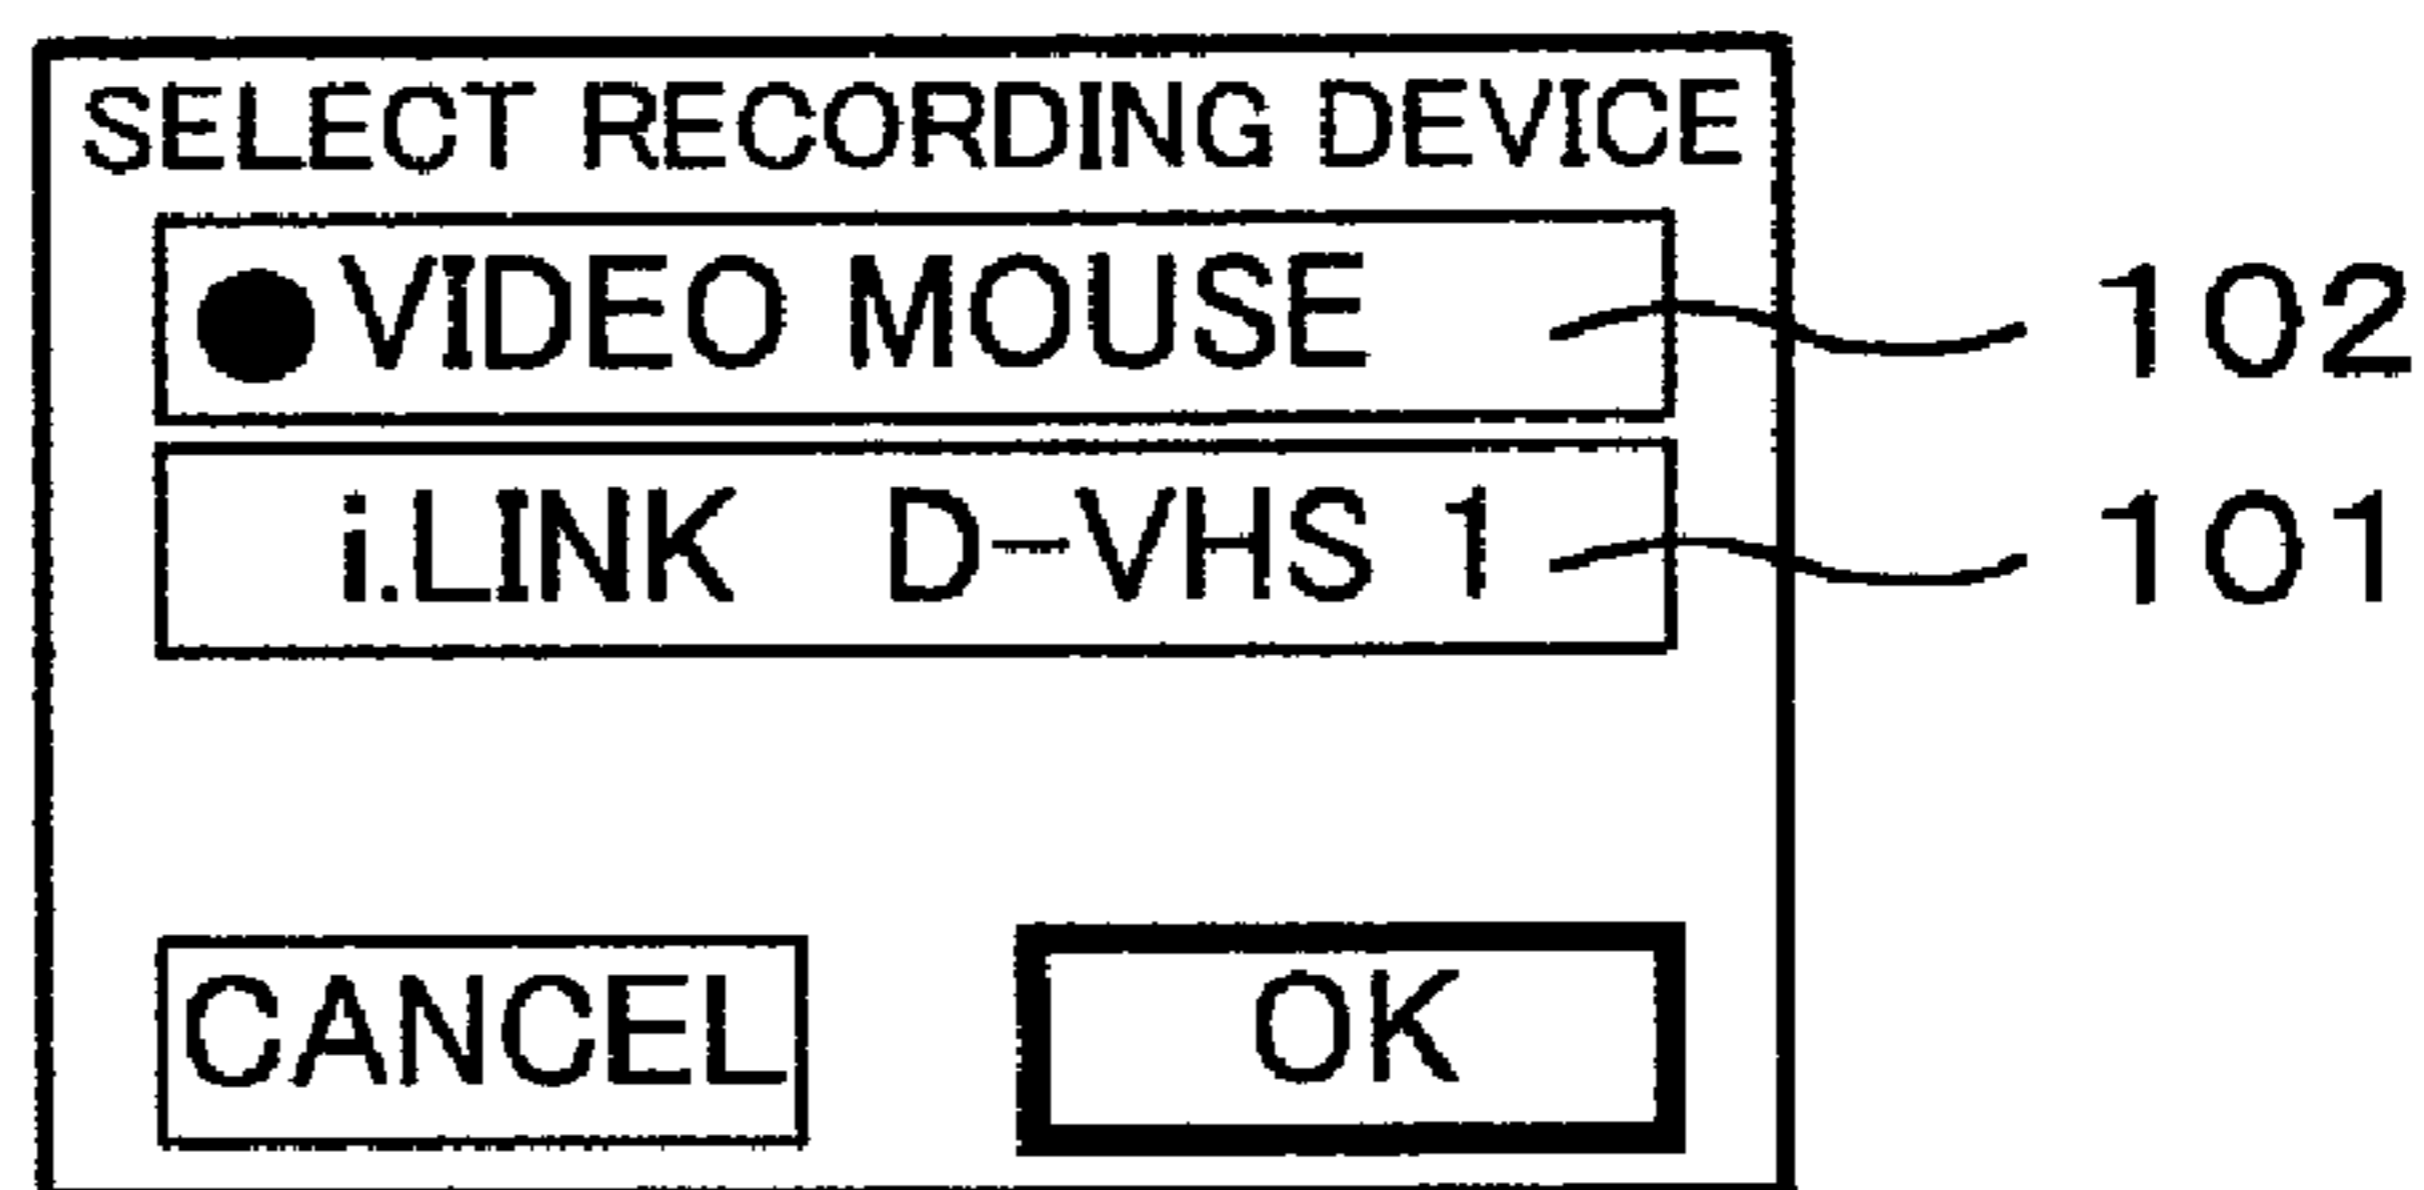 SELECT RECORDING DEVICE
●VIDEO MOUSE 102
i.LINK D-VHS 1 101
CANCEL OK